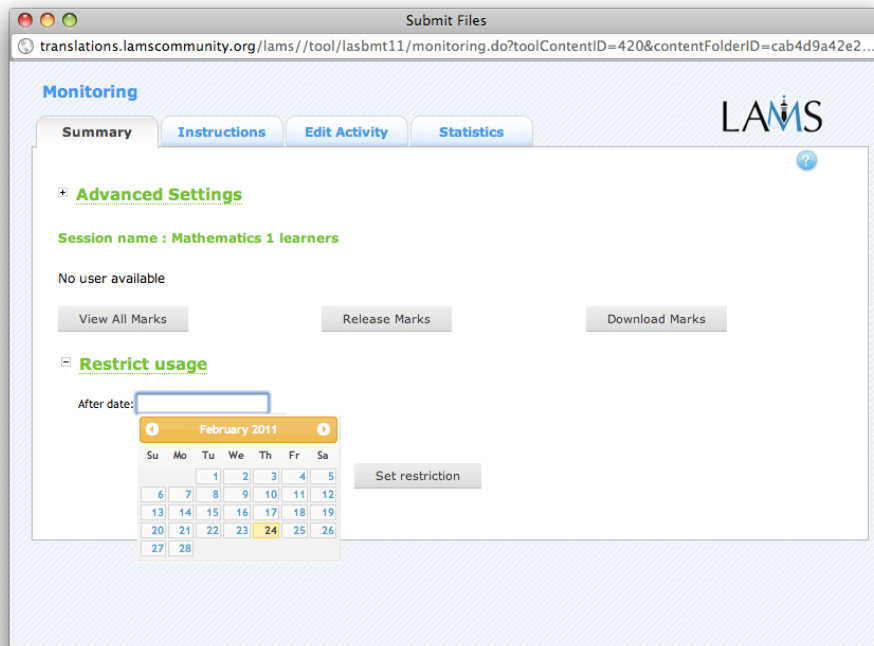 Submit Files
translations.lamscommunity.org/lams//tool/lasbmt11/monitoring.do?toolContentID=420&contentFolderID=cab4d9a42e2...
Monitoring
LAMS
Summary Instructions Edit Activity Statistics
?
+ Advanced Settings
Session name : Mathematics 1 learners
No user available
View All Marks Release Marks Download Marks
− Restrict usage
After date:
February 2011
Su Mo Tu We Th Fr Sa
1 2 3 4 5
6 7 8 9 10 11 12
Set restriction
13 14 15 16 17 18 19
20 21 22 23 24 25 26
27 28